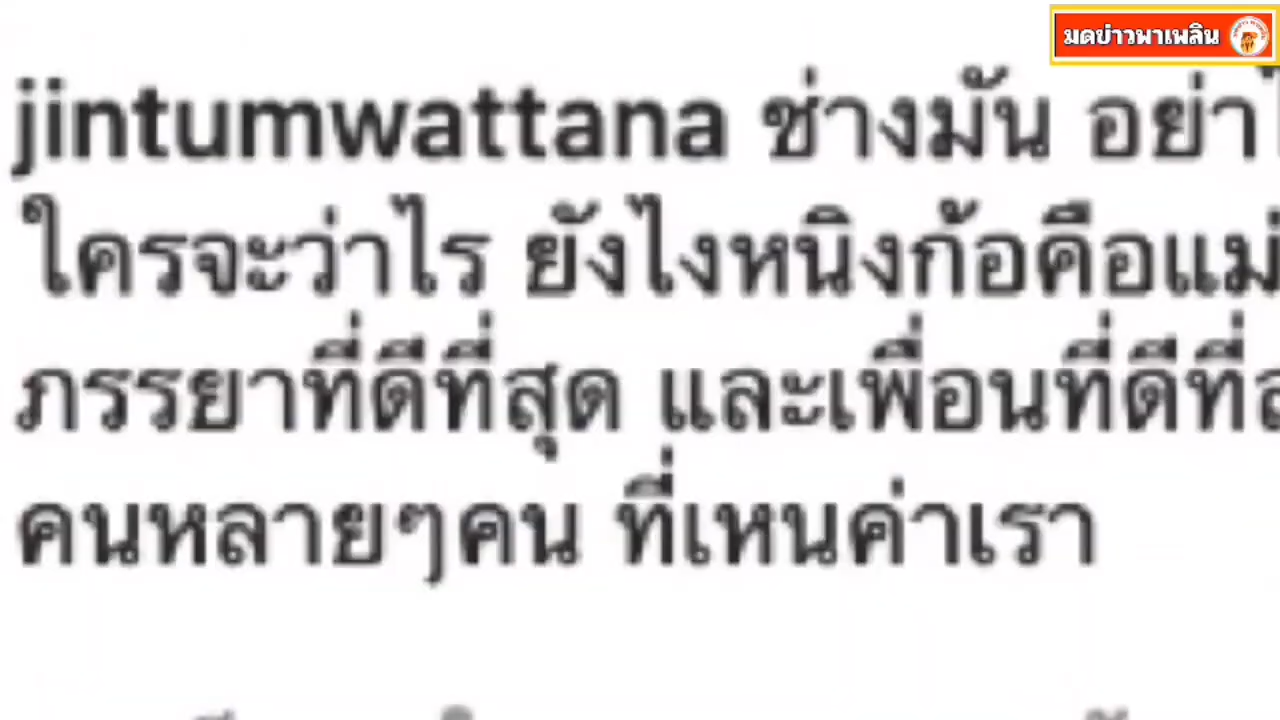 มดข่าวพาเพลิน
jintumwattana ช่างมั้น
ใครจะว่าไร ยังไงหนิงก้อคือแม่
ภรรยาที่ดีที่สุด และเพื่อนที่ดีที่
คนหลายๆคน ที่เหนค่าเรา